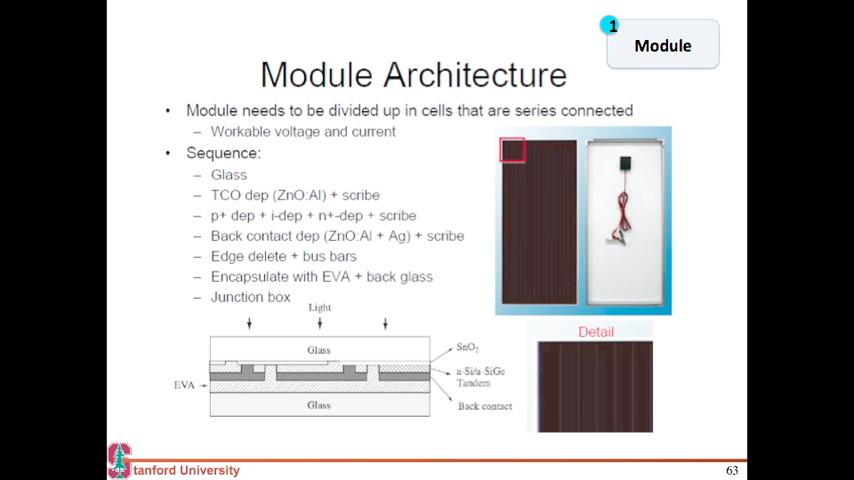 1
Module
Module Architecture
• Module needs to be divided up in cells that are series connected
– Workable voltage and current
• Sequence:
– Glass
– TCO dep (ZnO:Al) + scribe
– p+ dep + i-dep + n+-dep + scribe
– Back contact dep (ZnO:Al + Ag) + scribe
– Edge delete + bus bars
– Encapsulate with EVA + back glass
– Junction box
Light
Glass
SnO2
a-Si/a-SiGe
Tandem
EVA
Back contact
Glass
Detail
Stanford University
63